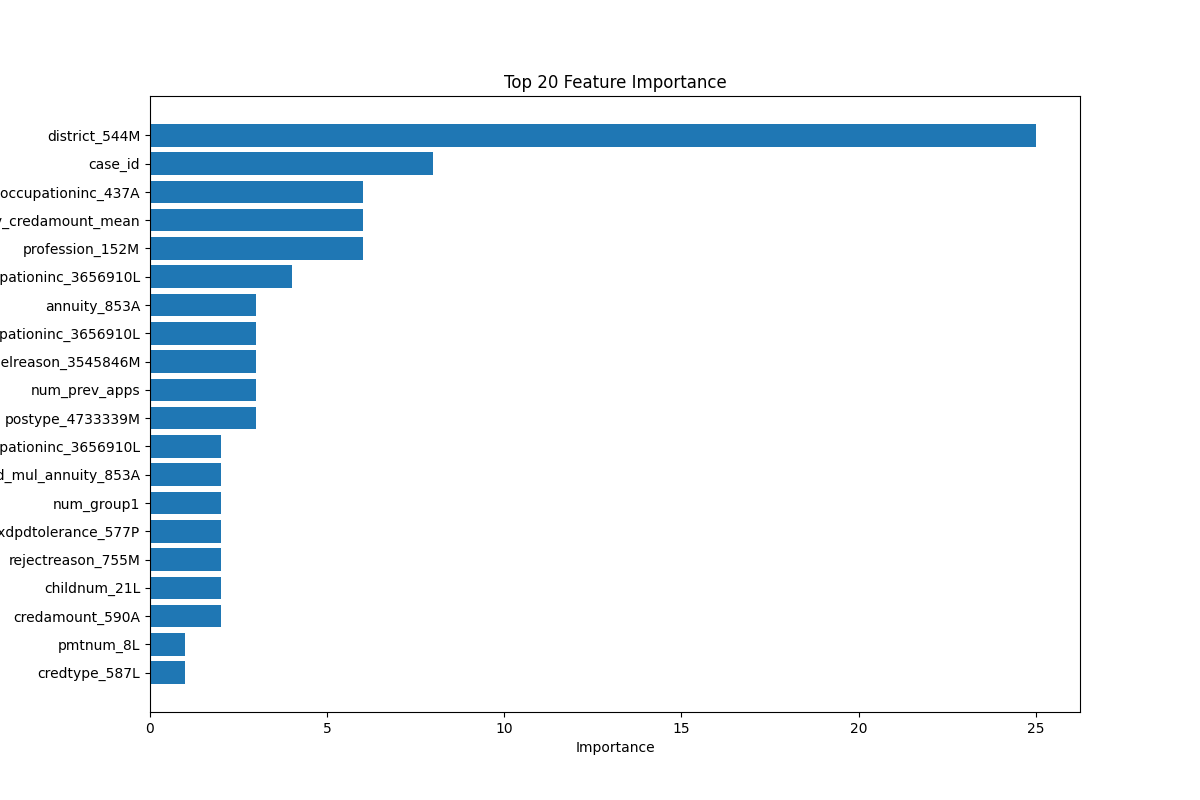 Top 20 Feature Importance
district_544M
case_id
occupationinc_437A
_credamount_mean
profession_152M
pationinc_3656910L
annuity_853A
pationinc_3656910L
elreason_3545846M
num_prev_apps
postype_4733339M
pationinc_3656910L
d_mul_annuity_853A
num_group1
xdpdtolerance_577P
rejectreason_755M
childnum_21L
credamount_590A
pmtnum_8L
credtype_587L
0 5 10 15 20 25
Importance